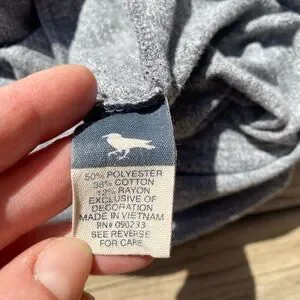 50% POLYESTER
38% COTTON
12% RAYON
EXCLUSIVE OF
DECORATION
MADE IN VIETNAM
RN# 090233
SEE REVERSE
FOR CARE